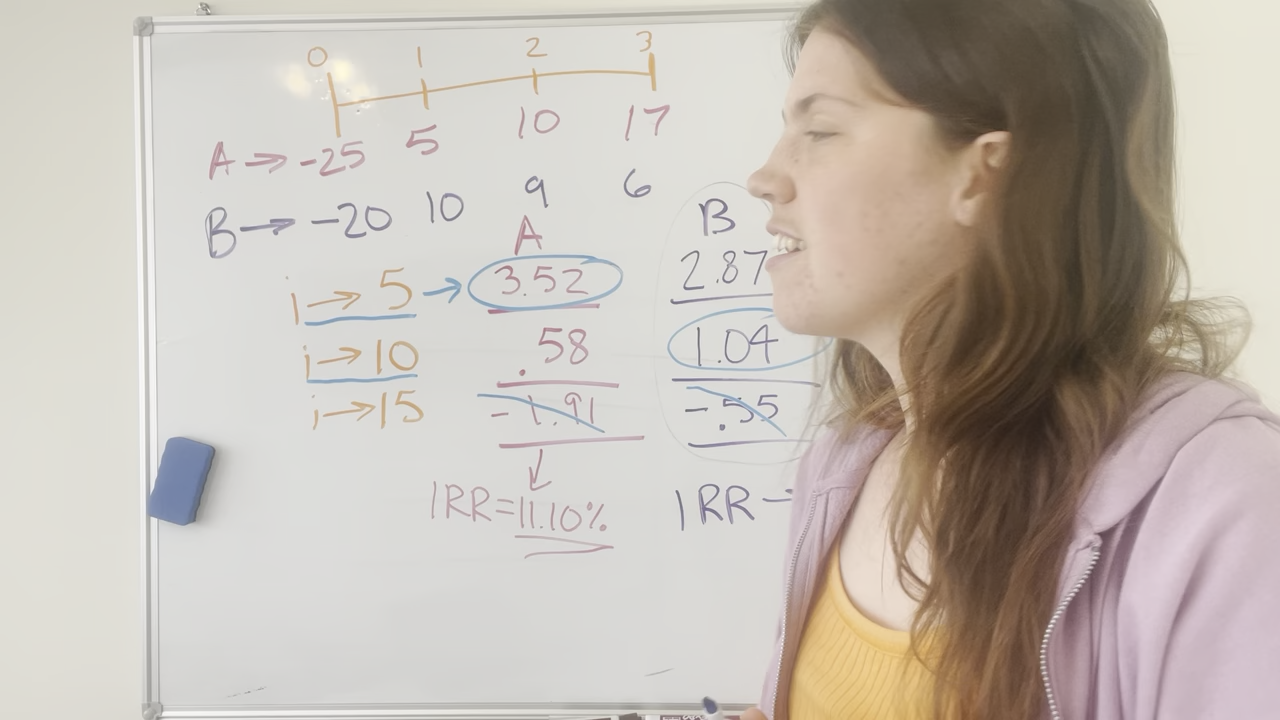 0 1 2 3
A → -25 5 10 17
B → -20 10 9 6
A B
i → 5 → 3.52 2.87
i → 10 .58 1.04
i → 15 -1.91 -.55
IRR = 11.10% IRR =